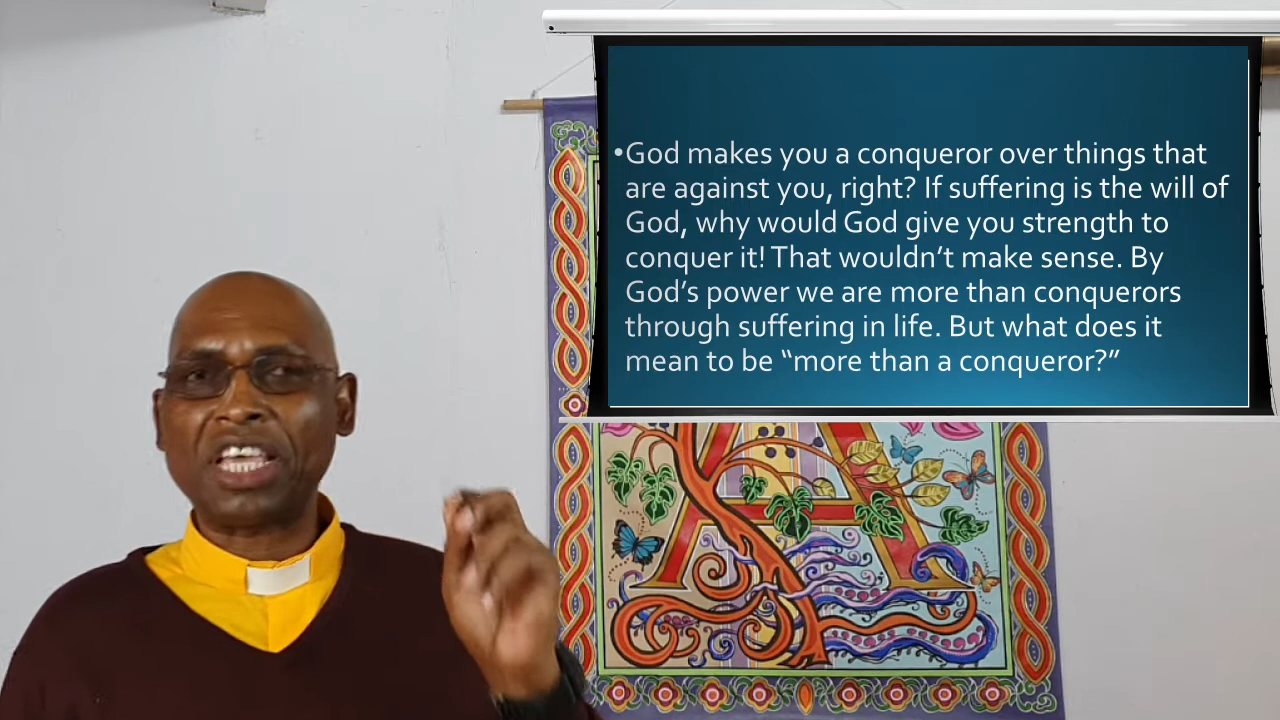 •God makes you a conqueror over things that
are against you, right? If suffering is the will of
God, why would God give you strength to
conquer it! That wouldn’t make sense. By
God’s power we are more than conquerors
through suffering in life. But what does it
mean to be “more than a conqueror?”